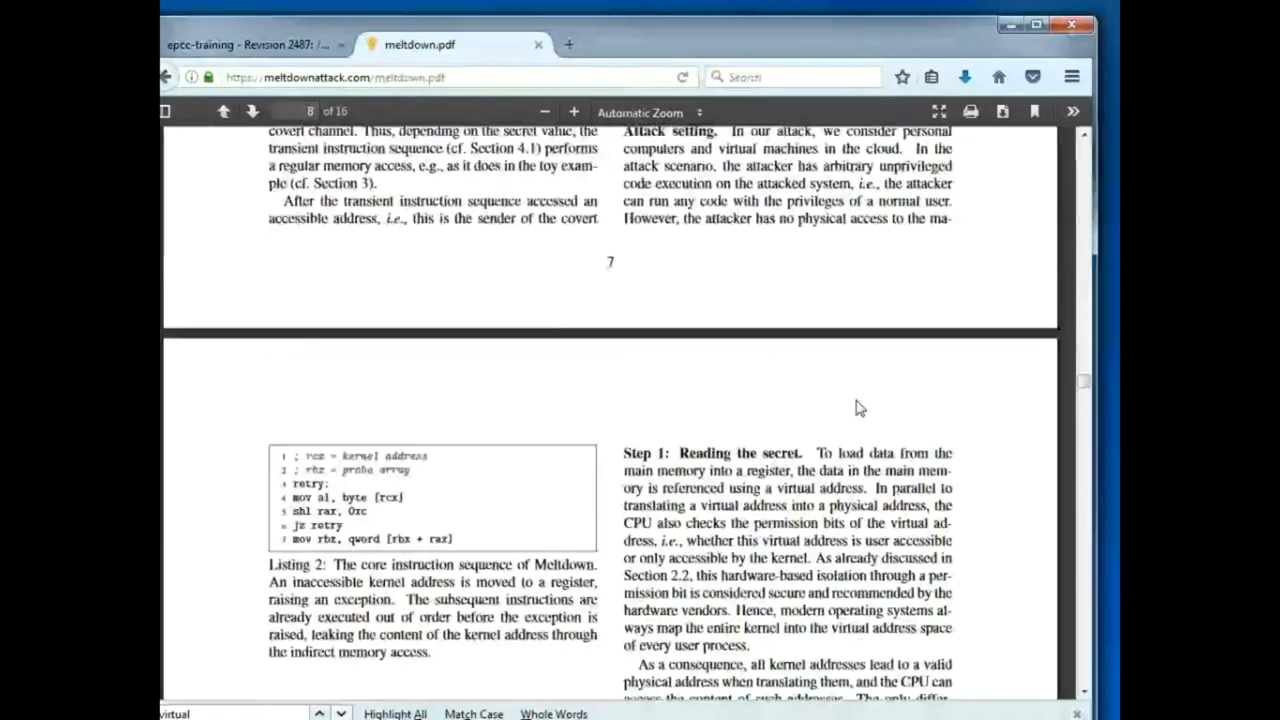 epcc-training - Revision 2487: /...
meltdown.pdf
https://meltdownattack.com/meltdown.pdf
Search
8 of 16
Automatic Zoom
covert channel. Thus, depending on the secret value, the
transient instruction sequence (cf. Section 4.1) performs
a regular memory access, e.g., as it does in the toy exam-
ple (cf. Section 3).
After the transient instruction sequence accessed an
accessible address, i.e., this is the sender of the covert
Attack setting. In our attack, we consider personal
computers and virtual machines in the cloud. In the
attack scenario, the attacker has arbitrary unprivileged
code execution on the attacked system, i.e., the attacker
can run any code with the privileges of a normal user.
However, the attacker has no physical access to the ma-
7
1 ; rcx = kernel address
2 ; rbx = probe array
3 retry:
4 mov al, byte [rcx]
5 shl rax, 0xc
6 jz retry
7 mov rbx, qword [rbx + rax]
Listing 2: The core instruction sequence of Meltdown.
An inaccessible kernel address is moved to a register,
raising an exception. The subsequent instructions are
already executed out of order before the exception is
raised, leaking the content of the kernel address through
the indirect memory access.
Step 1: Reading the secret. To load data from the
main memory into a register, the data in the main mem-
ory is referenced using a virtual address. In parallel to
translating a virtual address into a physical address, the
CPU also checks the permission bits of the virtual ad-
dress, i.e., whether this virtual address is user accessible
or only accessible by the kernel. As already discussed in
Section 2.2, this hardware-based isolation through a per-
mission bit is considered secure and recommended by the
hardware vendors. Hence, modern operating systems al-
ways map the entire kernel into the virtual address space
of every user process.
As a consequence, all kernel addresses lead to a valid
physical address when translating them, and the CPU can
access the content of such addresses. The only differ-
virtual
Highlight All Match Case Whole Words